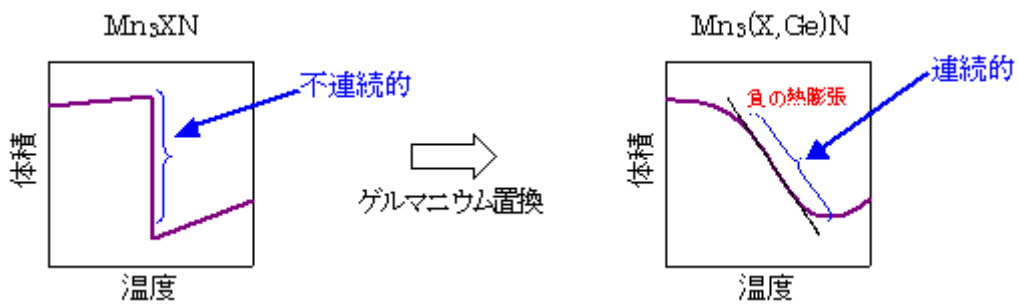 Mn₃XN
不連続的
体積
温度
ゲルマニウム置換
Mn₃(X, Ge)N
連続的
負の熱膨張
体積
温度